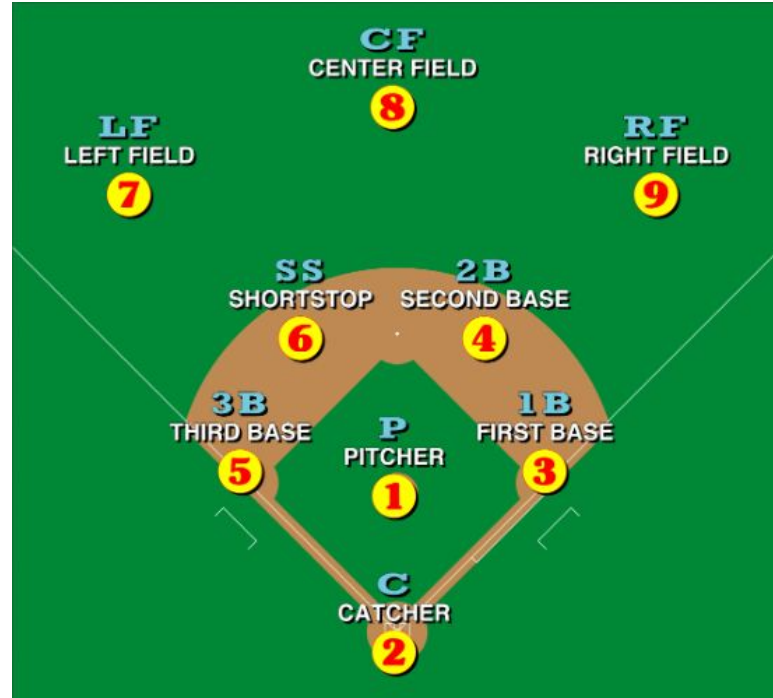 CF
CENTER FIELD
8
LF
LEFT FIELD
7
RF
RIGHT FIELD
9
SS
SHORTSTOP
6
2B
SECOND BASE
4
3B
THIRD BASE
5
P
PITCHER
1
1B
FIRST BASE
3
C
CATCHER
2